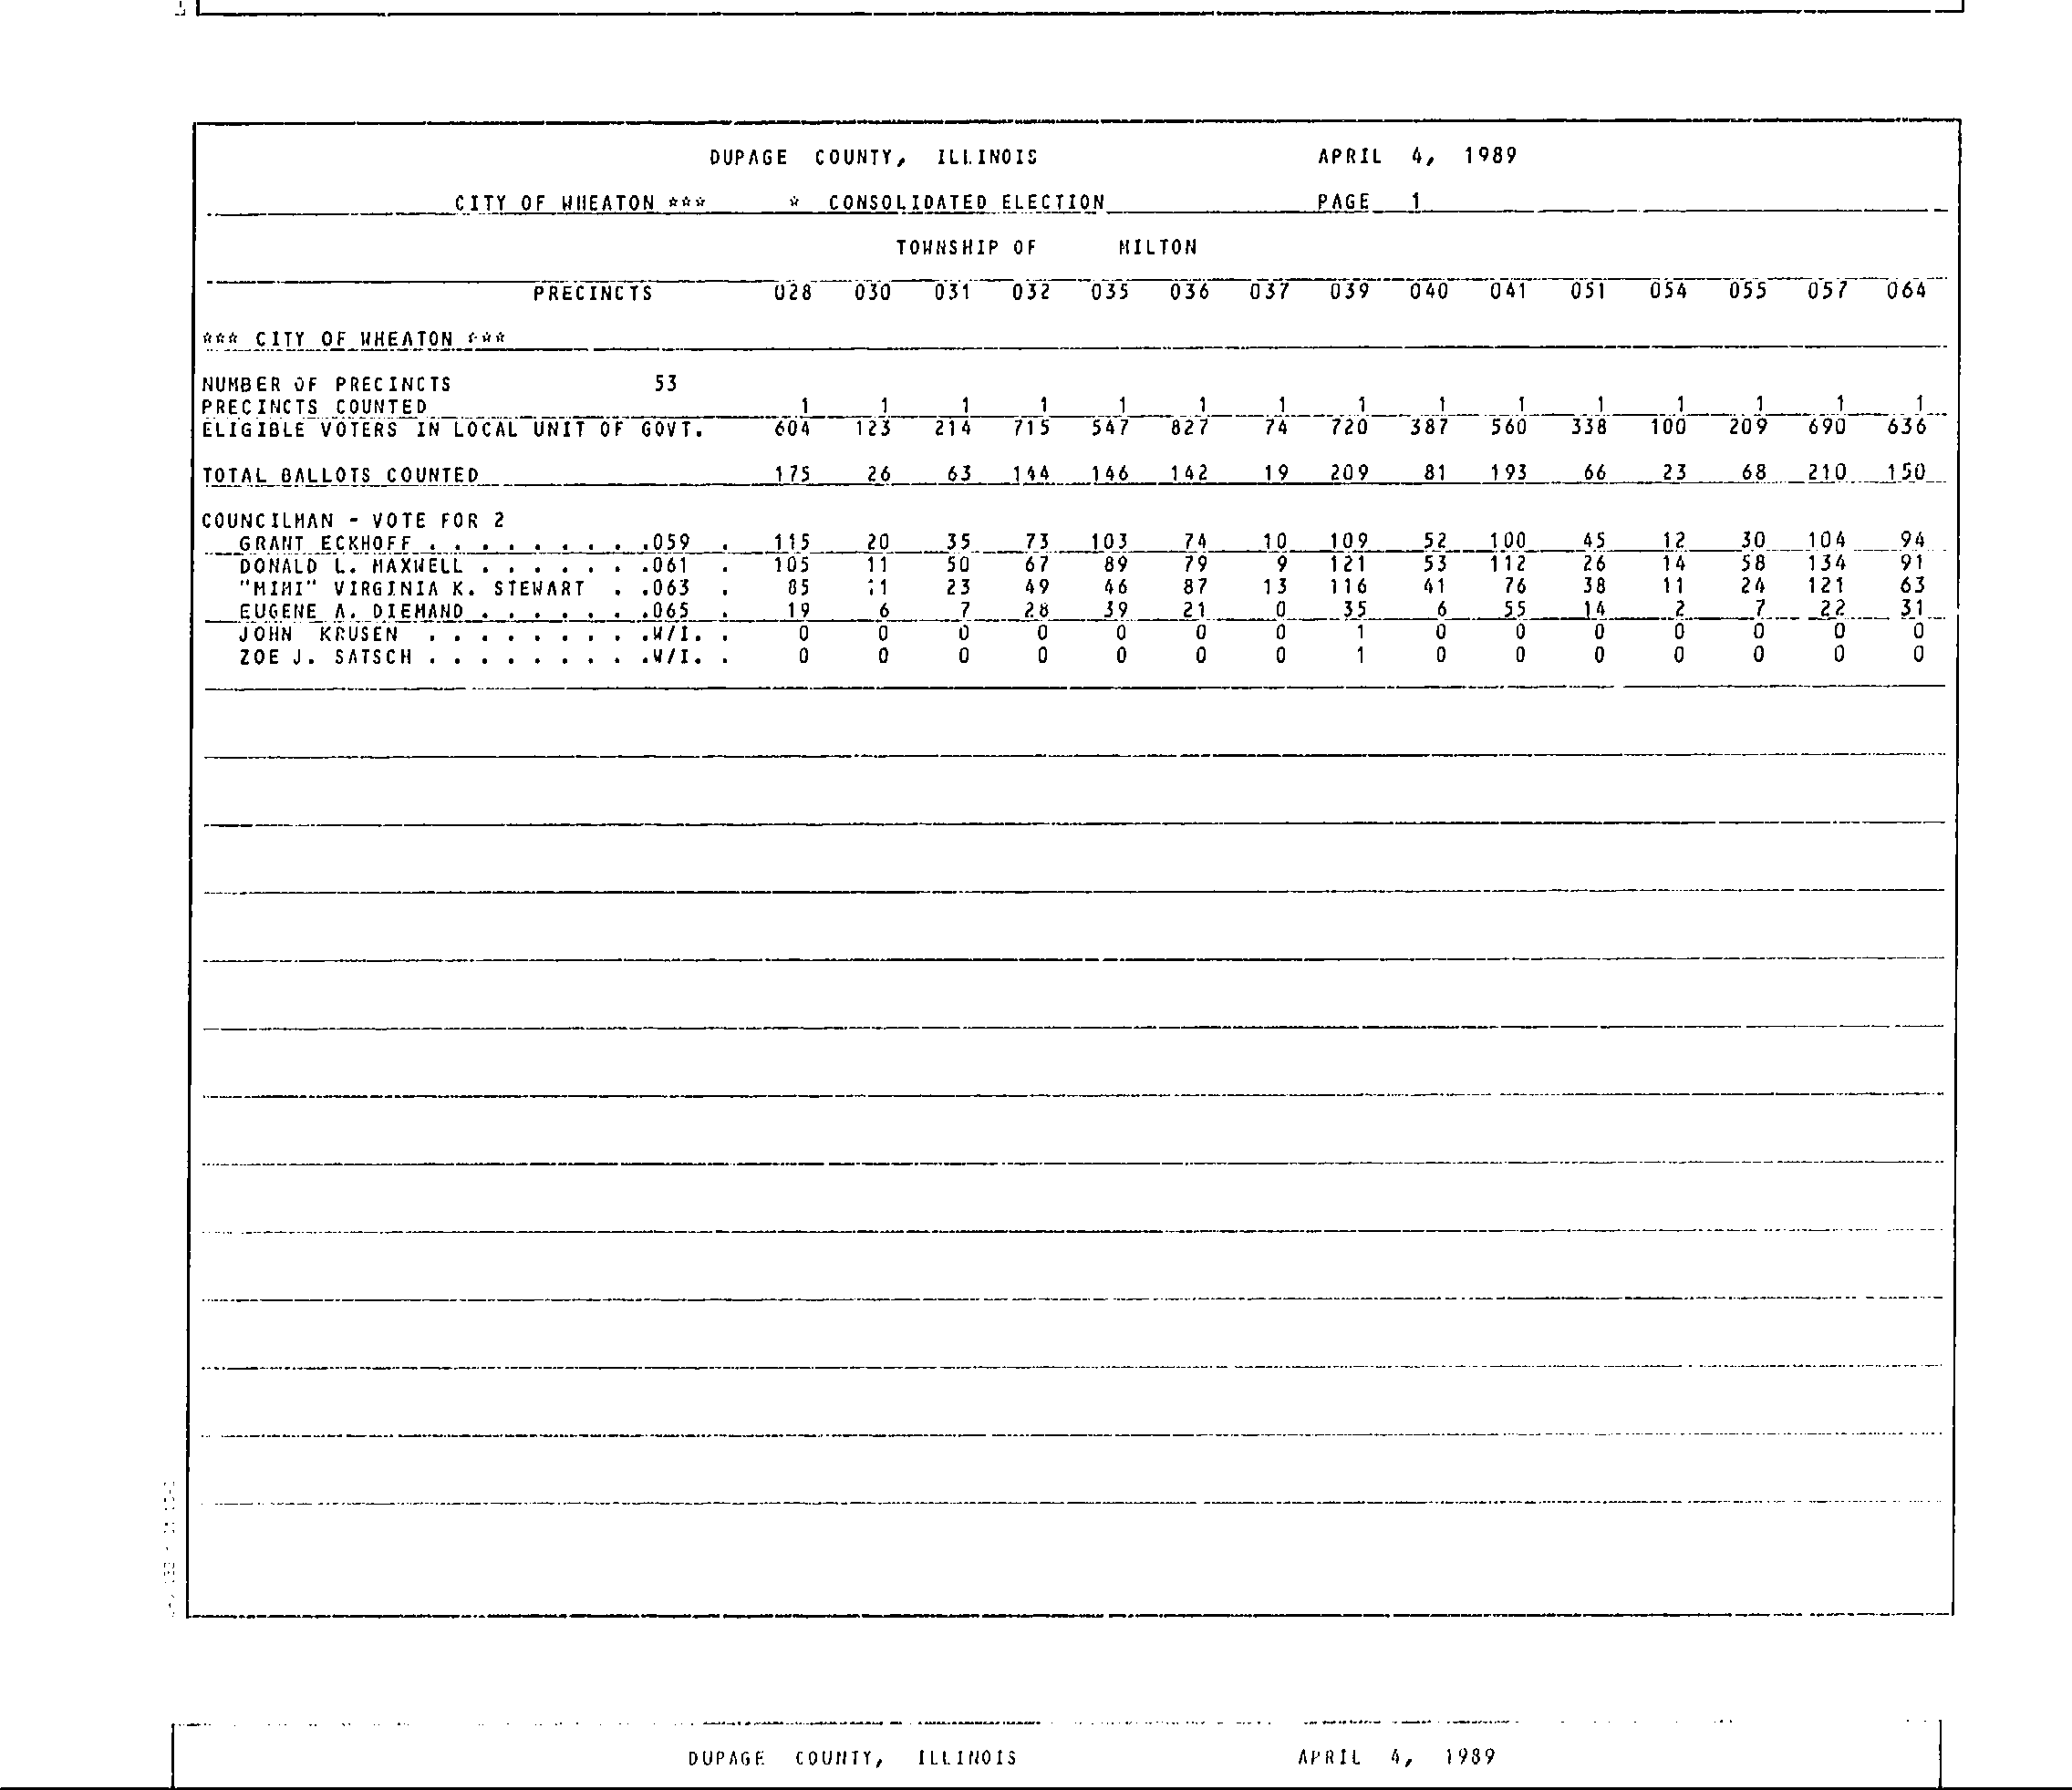 DUPAGE COUNTY, ILLINOIS APRIL 4, 1989
CITY OF WHEATON *** * CONSOLIDATED ELECTION PAGE 1
TOWNSHIP OF MILTON
PRECINCTS 028 030 031 032 035 036 037 039 040 041 051 054 055 057 064
*** CITY OF WHEATON ***
NUMBER OF PRECINCTS 53
PRECINCTS COUNTED 1 1 1 1 1 1 1 1 1 1 1 1 1 1 1
ELIGIBLE VOTERS IN LOCAL UNIT OF GOVT. 604 123 214 715 547 827 74 720 387 560 338 100 209 690 636
TOTAL BALLOTS COUNTED 175 26 63 144 146 142 19 209 81 193 66 23 68 210 150
COUNCILMAN - VOTE FOR 2
GRANT ECKHOFF . . . . . . . . .059 . 115 20 35 73 103 74 10 109 52 100 45 12 30 104 94
DONALD L. MAXWELL . . . . . . .061 . 105 11 50 67 89 79 9 121 53 112 26 14 58 134 91
"MIMI" VIRGINIA K. STEWART . .063 . 85 11 23 49 46 87 13 116 41 76 38 11 24 121 63
EUGENE A. DIEMAND . . . . . . .065 . 19 6 7 28 39 21 0 35 6 55 14 2 7 22 31
JOHN KRUSEN . . . . . . . . .W/I. . 0 0 0 0 0 0 0 1 0 0 0 0 0 0 0
ZOE J. SATSCH . . . . . . . . .W/I. . 0 0 0 0 0 0 0 1 0 0 0 0 0 0 0
DUPAGE COUNTY, ILLINOIS APRIL 4, 1989